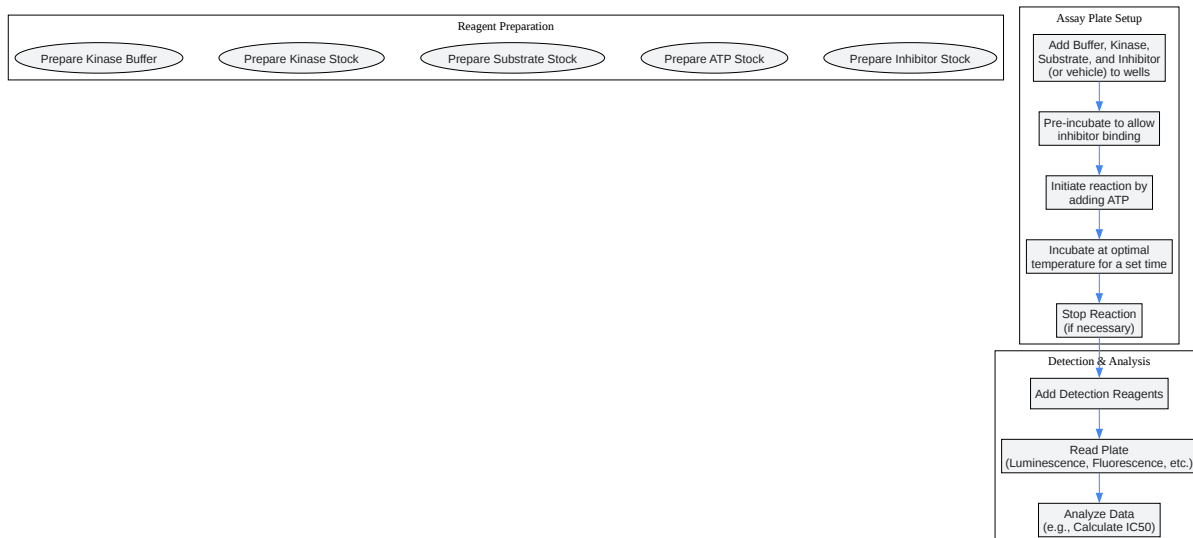 Reagent Preparation
Prepare Kinase Buffer
Prepare Kinase Stock
Prepare Substrate Stock
Prepare ATP Stock
Prepare Inhibitor Stock
Assay Plate Setup
Add Buffer, Kinase,
Substrate, and Inhibitor
(or vehicle) to wells
Pre-incubate to allow
inhibitor binding
Initiate reaction by
adding ATP
Incubate at optimal
temperature for a set time
Stop Reaction
(if necessary)
Detection & Analysis
Add Detection Reagents
Read Plate
(Luminescence, Fluorescence, etc.)
Analyze Data
(e.g., Calculate IC50)